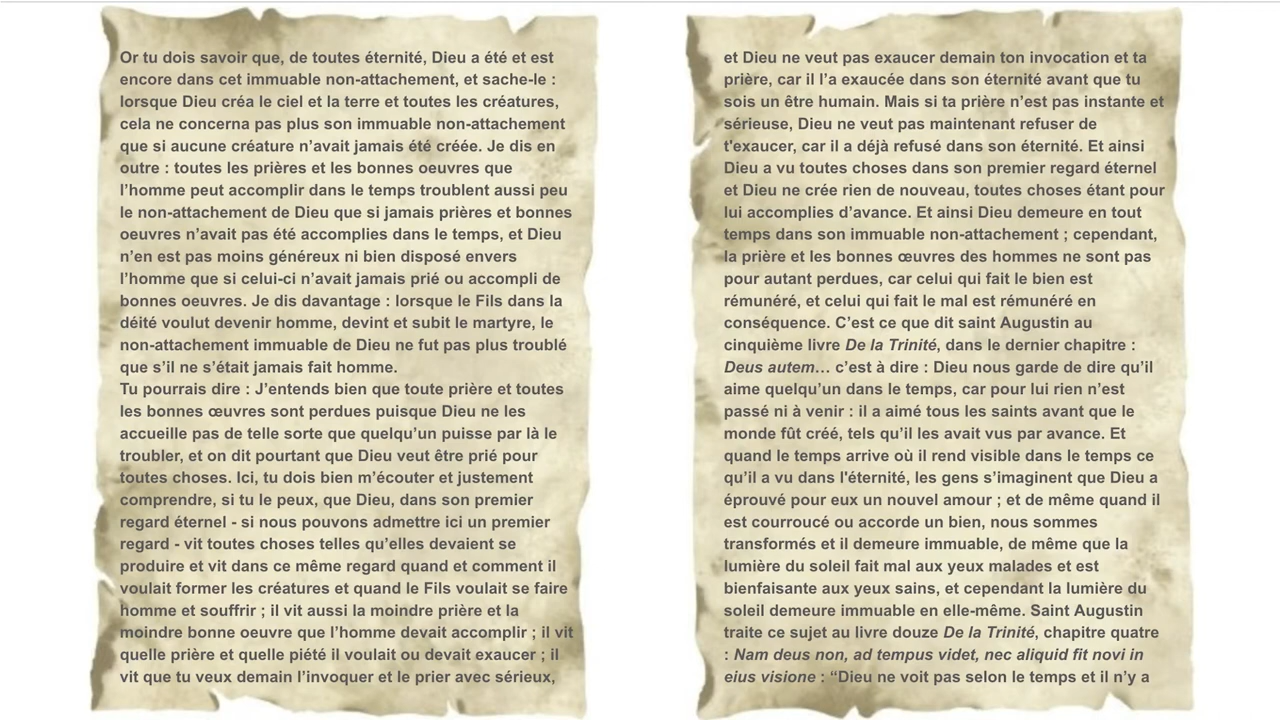 Or tu dois savoir que, de toutes éternité, Dieu a été et est
encore dans cet immuable non-attachement, et sache-le :
lorsque Dieu créa le ciel et la terre et toutes les créatures,
cela ne concerna pas plus son immuable non-attachement
que si aucune créature n’avait jamais été créée. Je dis en
outre : toutes les prières et les bonnes oeuvres que
l’homme peut accomplir dans le temps troublent aussi peu
le non-attachement de Dieu que si jamais prières et bonnes
oeuvres n’avait pas été accomplies dans le temps, et Dieu
n’en est pas moins généreux ni bien disposé envers
l’homme que si celui-ci n’avait jamais prié ou accompli de
bonnes oeuvres. Je dis davantage : lorsque le Fils dans la
déité voulut devenir homme, devint et subit le martyre, le
non-attachement immuable de Dieu ne fut pas plus troublé
que s’il ne s’était jamais fait homme.
Tu pourrais dire : J’entends bien que toute prière et toutes
les bonnes œuvres sont perdues puisque Dieu ne les
accueille pas de telle sorte que quelqu’un puisse par là le
troubler, et on dit pourtant que Dieu veut être prié pour
toutes choses. Ici, tu dois bien m’écouter et justement
comprendre, si tu le peux, que Dieu, dans son premier
regard éternel - si nous pouvons admettre ici un premier
regard - vit toutes choses telles qu’elles devaient se
produire et vit dans ce même regard quand et comment il
voulait former les créatures et quand le Fils voulait se faire
homme et souffrir ; il vit aussi la moindre prière et la
moindre bonne oeuvre que l’homme devait accomplir ; il vit
quelle prière et quelle piété il voulait ou devait exaucer ; il
vit que tu veux demain l’invoquer et le prier avec sérieux,
et Dieu ne veut pas exaucer demain ton invocation et ta
prière, car il l’a exaucée dans son éternité avant que tu
sois un être humain. Mais si ta prière n’est pas instante et
sérieuse, Dieu ne veut pas maintenant refuser de
t'exaucer, car il a déjà refusé dans son éternité. Et ainsi
Dieu a vu toutes choses dans son premier regard éternel
et Dieu ne crée rien de nouveau, toutes choses étant pour
lui accomplies d’avance. Et ainsi Dieu demeure en tout
temps dans son immuable non-attachement ; cependant,
la prière et les bonnes œuvres des hommes ne sont pas
pour autant perdues, car celui qui fait le bien est
rémunéré, et celui qui fait le mal est rémunéré en
conséquence. C’est ce que dit saint Augustin au
cinquième livre De la Trinité, dans le dernier chapitre :
Deus autem… c’est à dire : Dieu nous garde de dire qu’il
aime quelqu’un dans le temps, car pour lui rien n’est
passé ni à venir : il a aimé tous les saints avant que le
monde fût créé, tels qu’il les avait vus par avance. Et
quand le temps arrive où il rend visible dans le temps ce
qu’il a vu dans l'éternité, les gens s’imaginent que Dieu a
éprouvé pour eux un nouvel amour ; et de même quand il
est courroucé ou accorde un bien, nous sommes
transformés et il demeure immuable, de même que la
lumière du soleil fait mal aux yeux malades et est
bienfaisante aux yeux sains, et cependant la lumière du
soleil demeure immuable en elle-même. Saint Augustin
traite ce sujet au livre douze De la Trinité, chapitre quatre
: Nam deus non, ad tempus videt, nec aliquid fit novi in
eius visione : “Dieu ne voit pas selon le temps et il n’y a